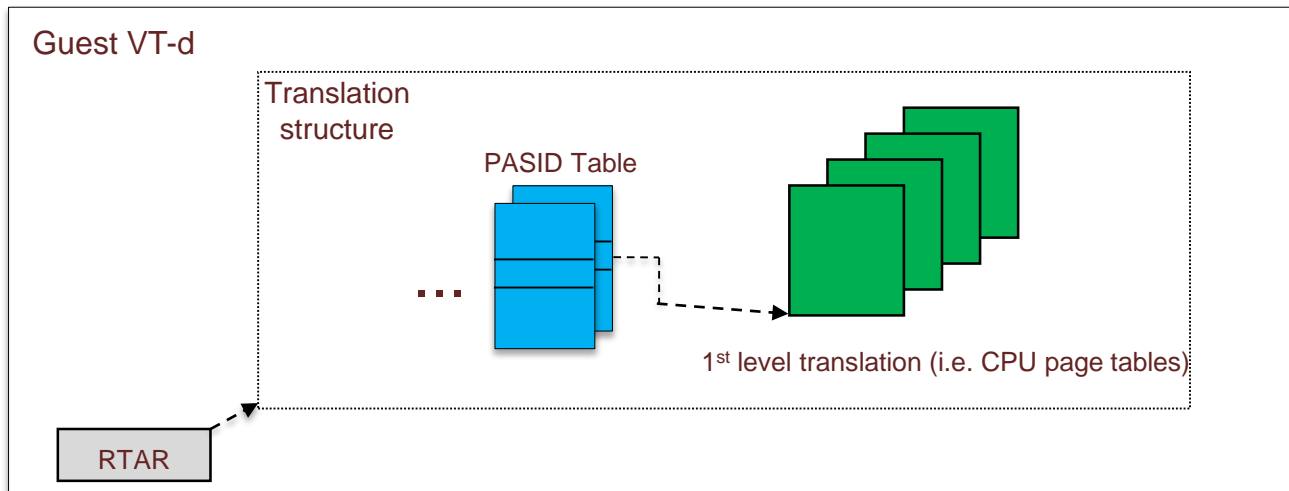 Guest VT-d
Translation
structure
PASID Table
...
1st level translation (i.e. CPU page tables)
RTAR